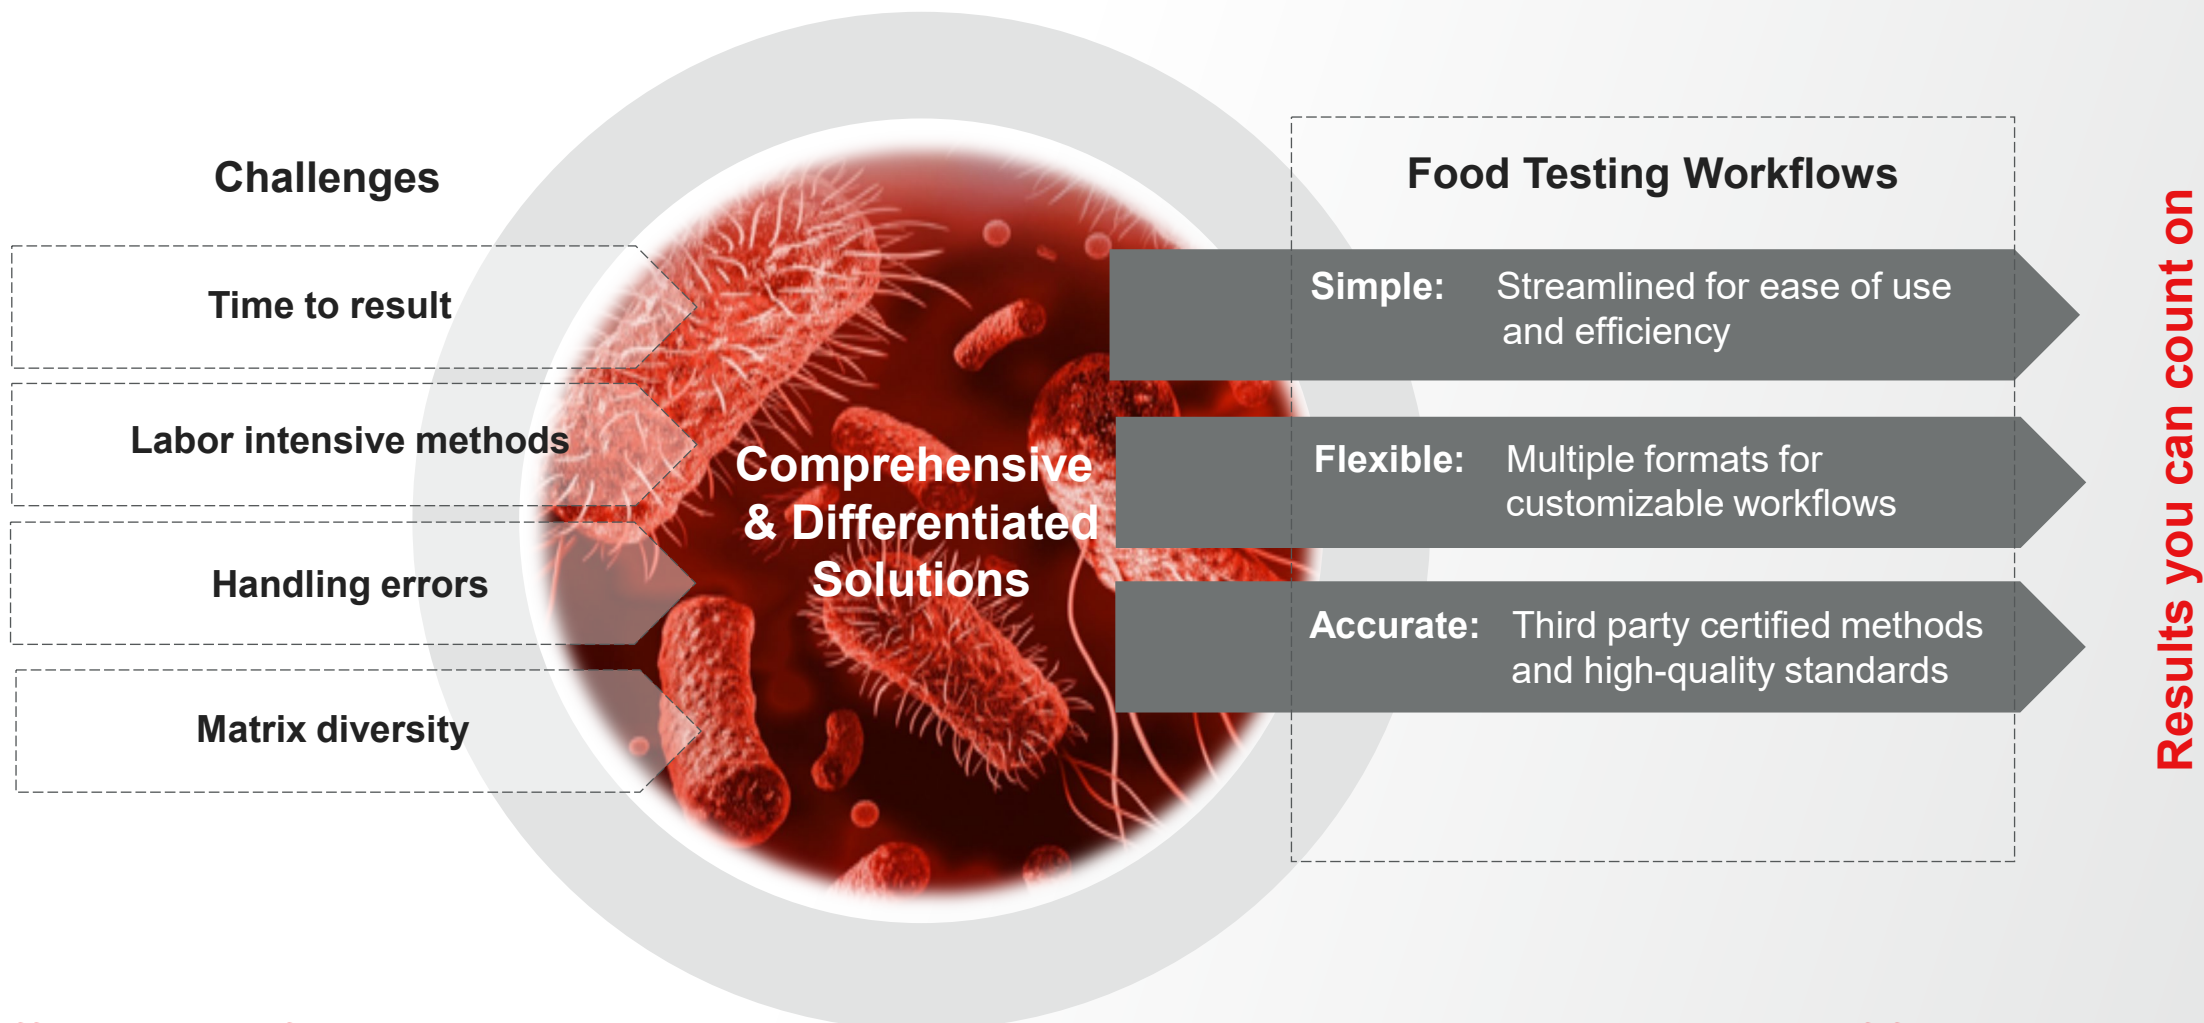 Challenges
Time to result
Labor intensive methods
Handling errors
Matrix diversity
Comprehensive
& Differentiated
Solutions
Food Testing Workflows
Simple: Streamlined for ease of use
and efficiency
Flexible: Multiple formats for
customizable workflows
Accurate: Third party certified methods
and high-quality standards
Results you can count on